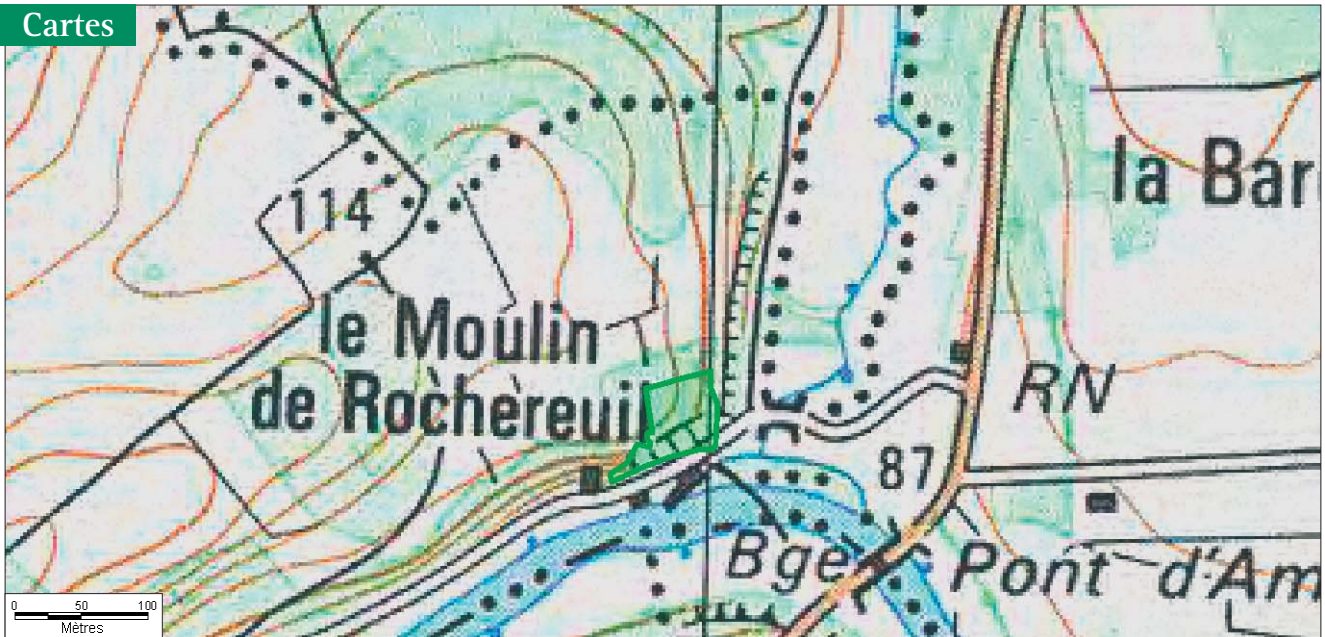 Cartes
la Bar
114
le Moulin
de Rochereuil
RN
87
Bge
Pont d'Am
0 50 100
Mètres